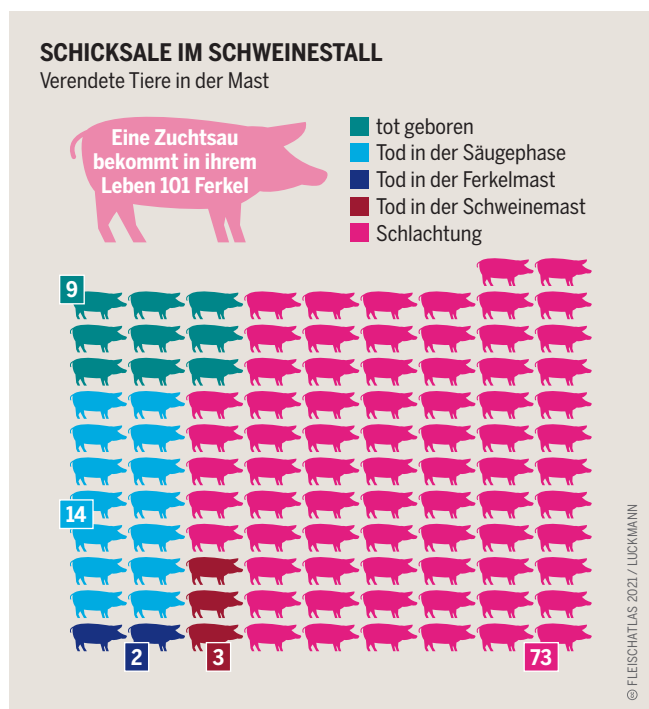 SCHICKSALE IM SCHWEINESTALL
Verendete Tiere in der Mast
Eine Zuchtsau
bekommt in ihrem
Leben 101 Ferkel
tot geboren
Tod in der Säugephase
Tod in der Ferkelmast
Tod in der Schweinemast
Schlachtung
9
14
2
3
73
© FLEISCHATLAS 2021 / LUCKMANN